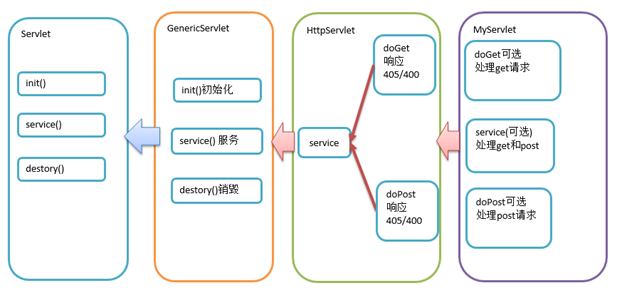 Servlet
init()
service()
destory()
GenericServlet
init()初始化
service() 服务
destory()销毁
HttpServlet
doGet
响应
405/400
service
doPost
响应
405/400
MyServlet
doGet可选
处理get请求
service(可选)
处理get和post
doPost可选
处理post请求